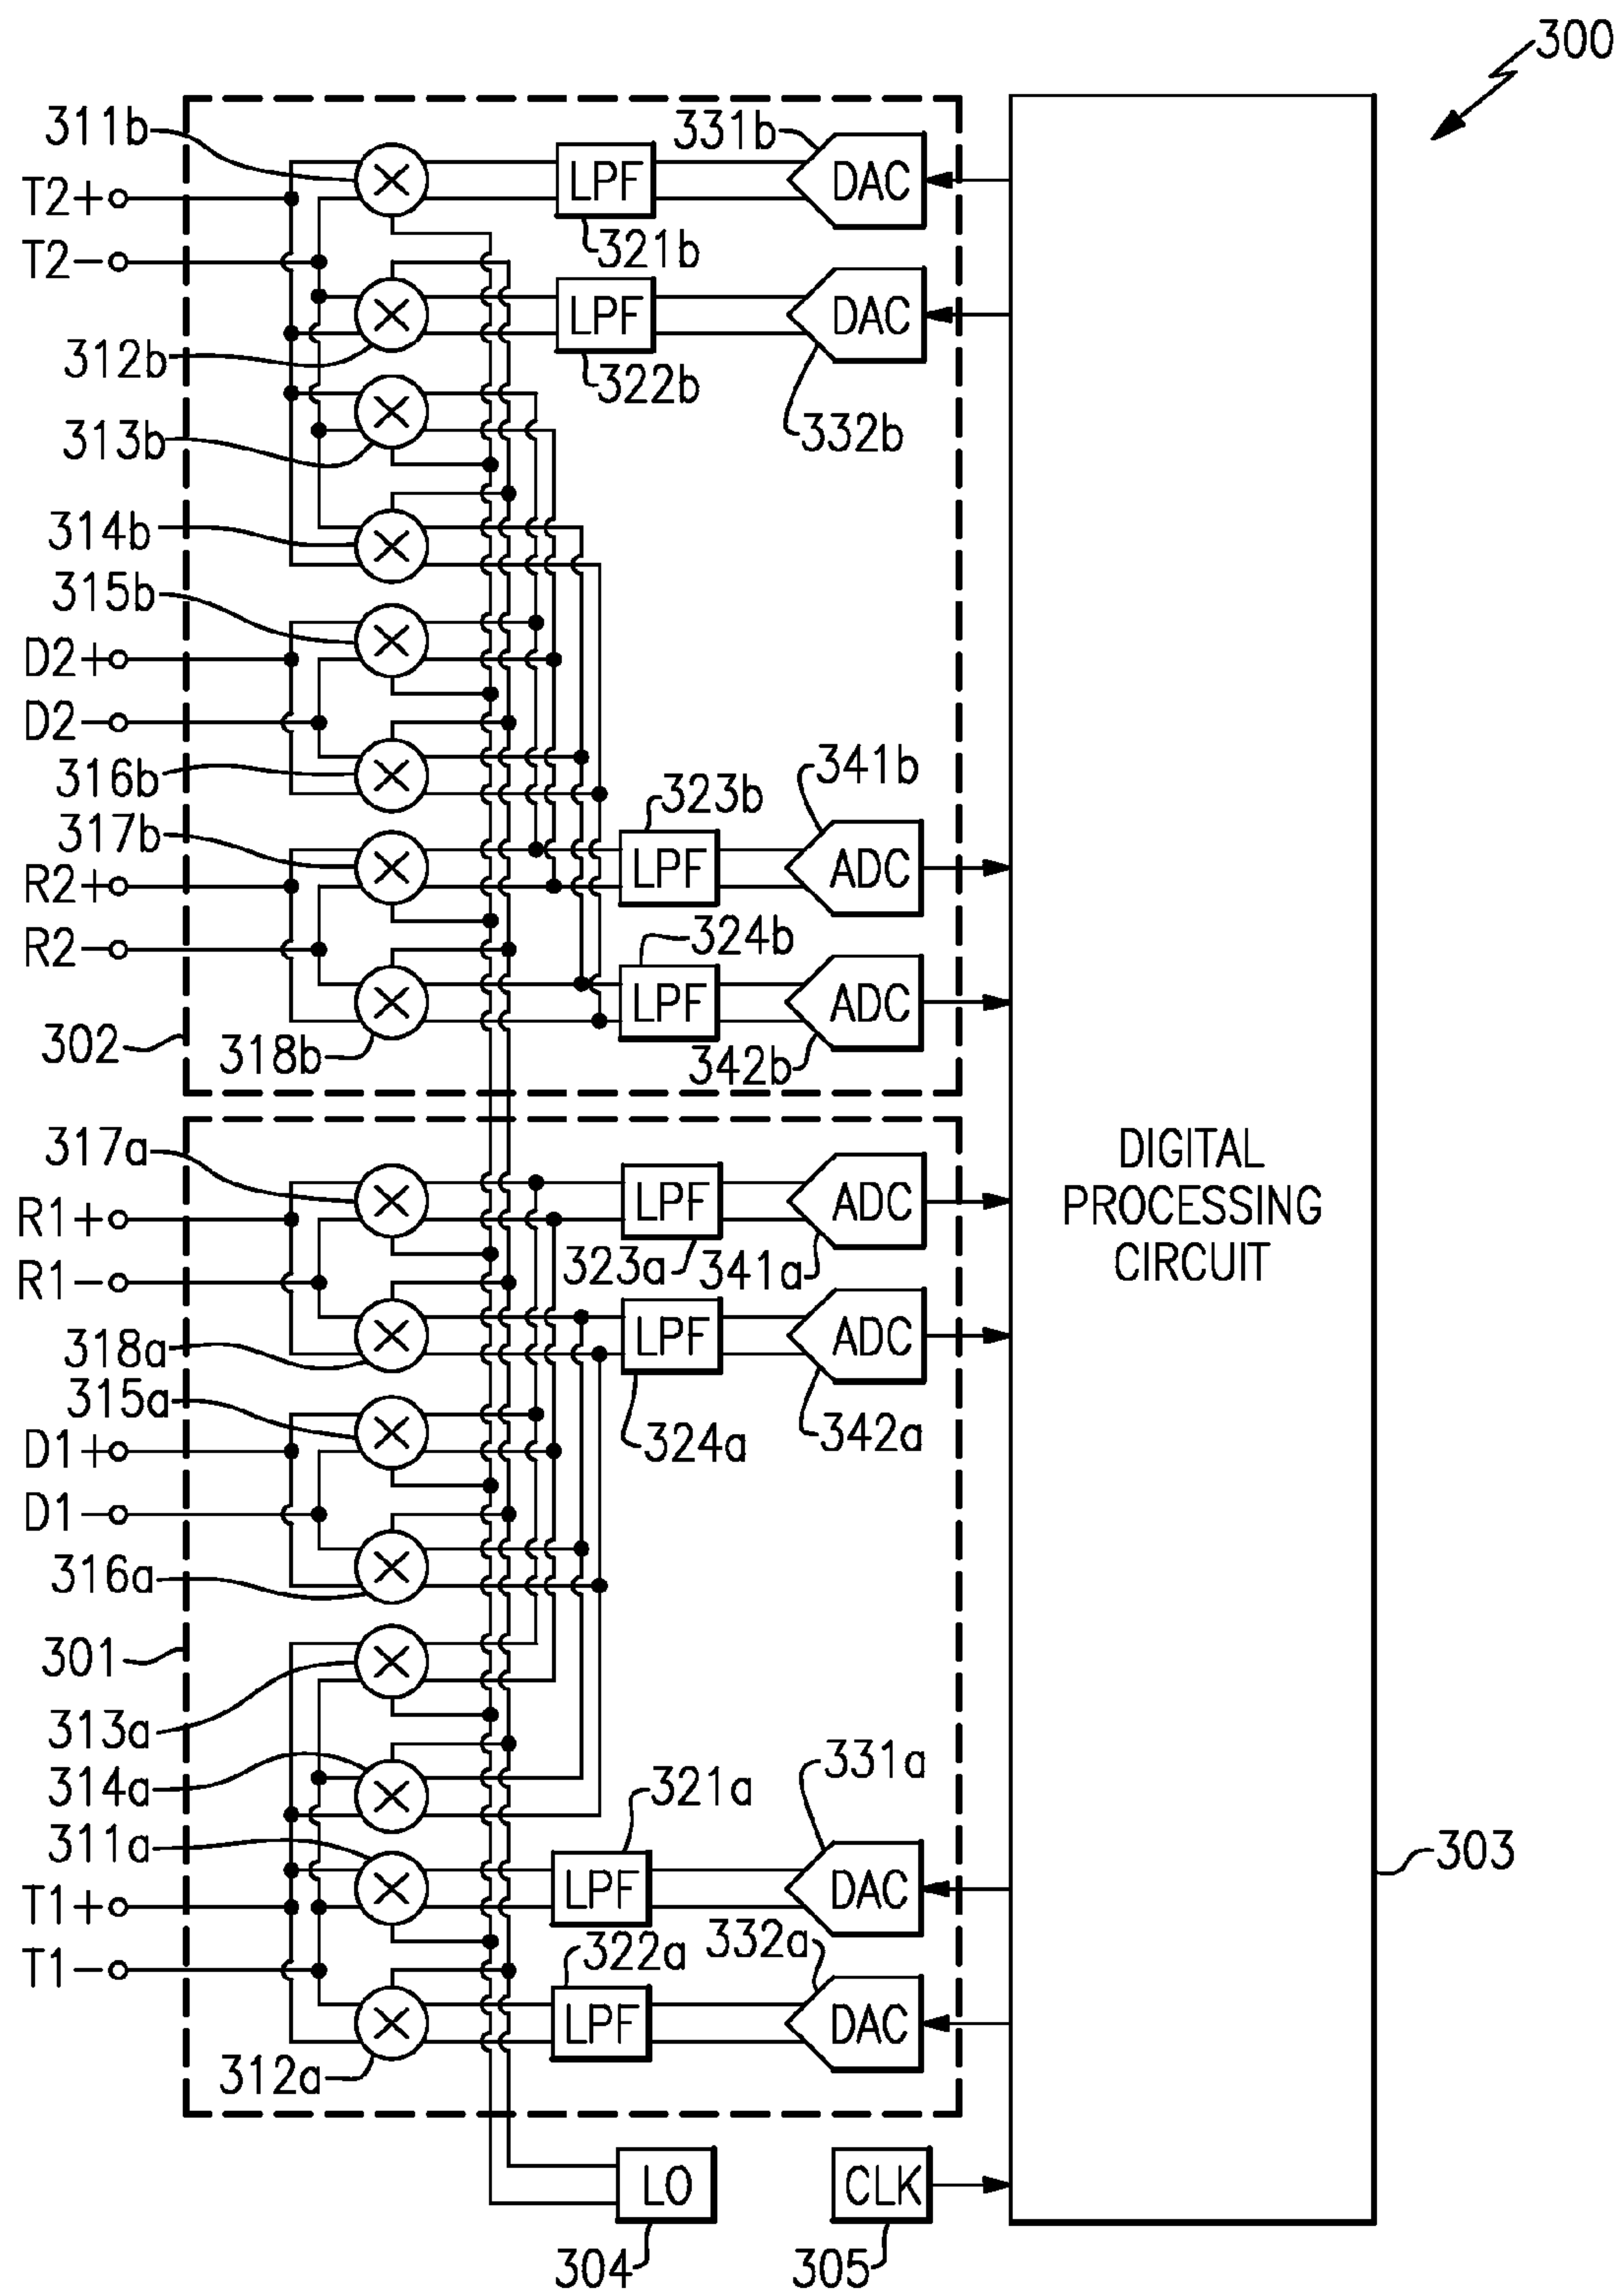 300
311b
331b
T2+
LPF
DAC
321b
T2-
LPF
DAC
312b
322b
313b
332b
314b
315b
D2+
D2-
316b
341b
317b
323b
R2+
LPF
ADC
R2-
324b
LPF
ADC
302
318b
342b
317a
DIGITAL
PROCESSING
CIRCUIT
R1+
LPF
ADC
323a
341a
R1-
318a
LPF
ADC
315a
D1+
324a
342a
D1-
316a
301
313a
314a
321a
331a
311a
303
T1+
LPF
DAC
322a
332a
T1-
LPF
DAC
312a
LO
CLK
304
305